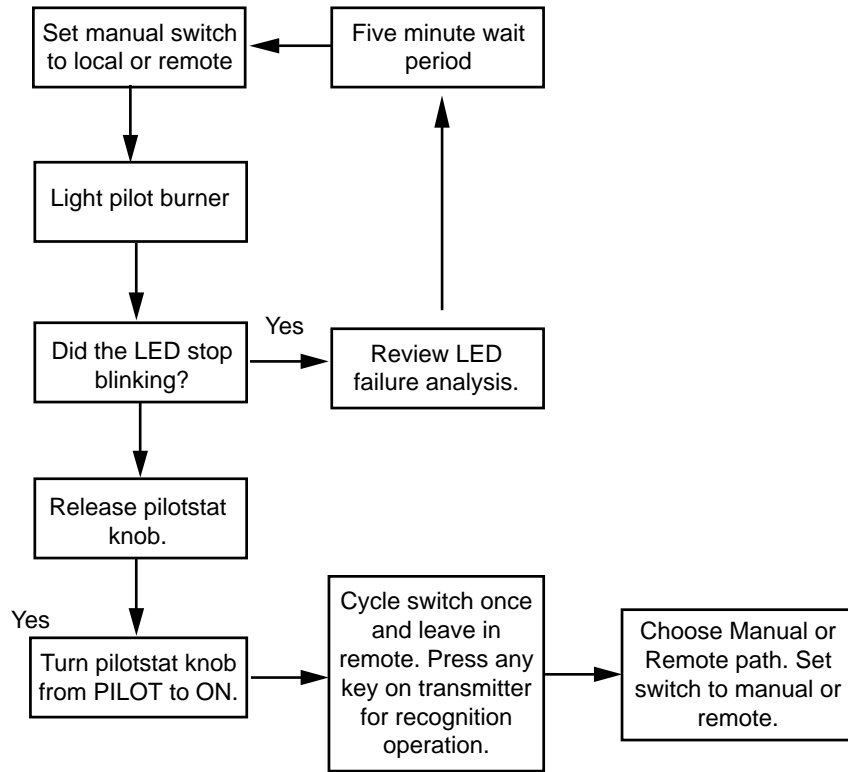 Set manual switch
to local or remote
Five minute wait
period
Light pilot burner
Did the LED stop
blinking?
Yes
Review LED
failure analysis.
Release pilotstat
knob.
Yes
Turn pilotstat knob
from PILOT to ON.
Cycle switch once
and leave in
remote. Press any
key on transmitter
for recognition
operation.
Choose Manual or
Remote path. Set
switch to manual or
remote.